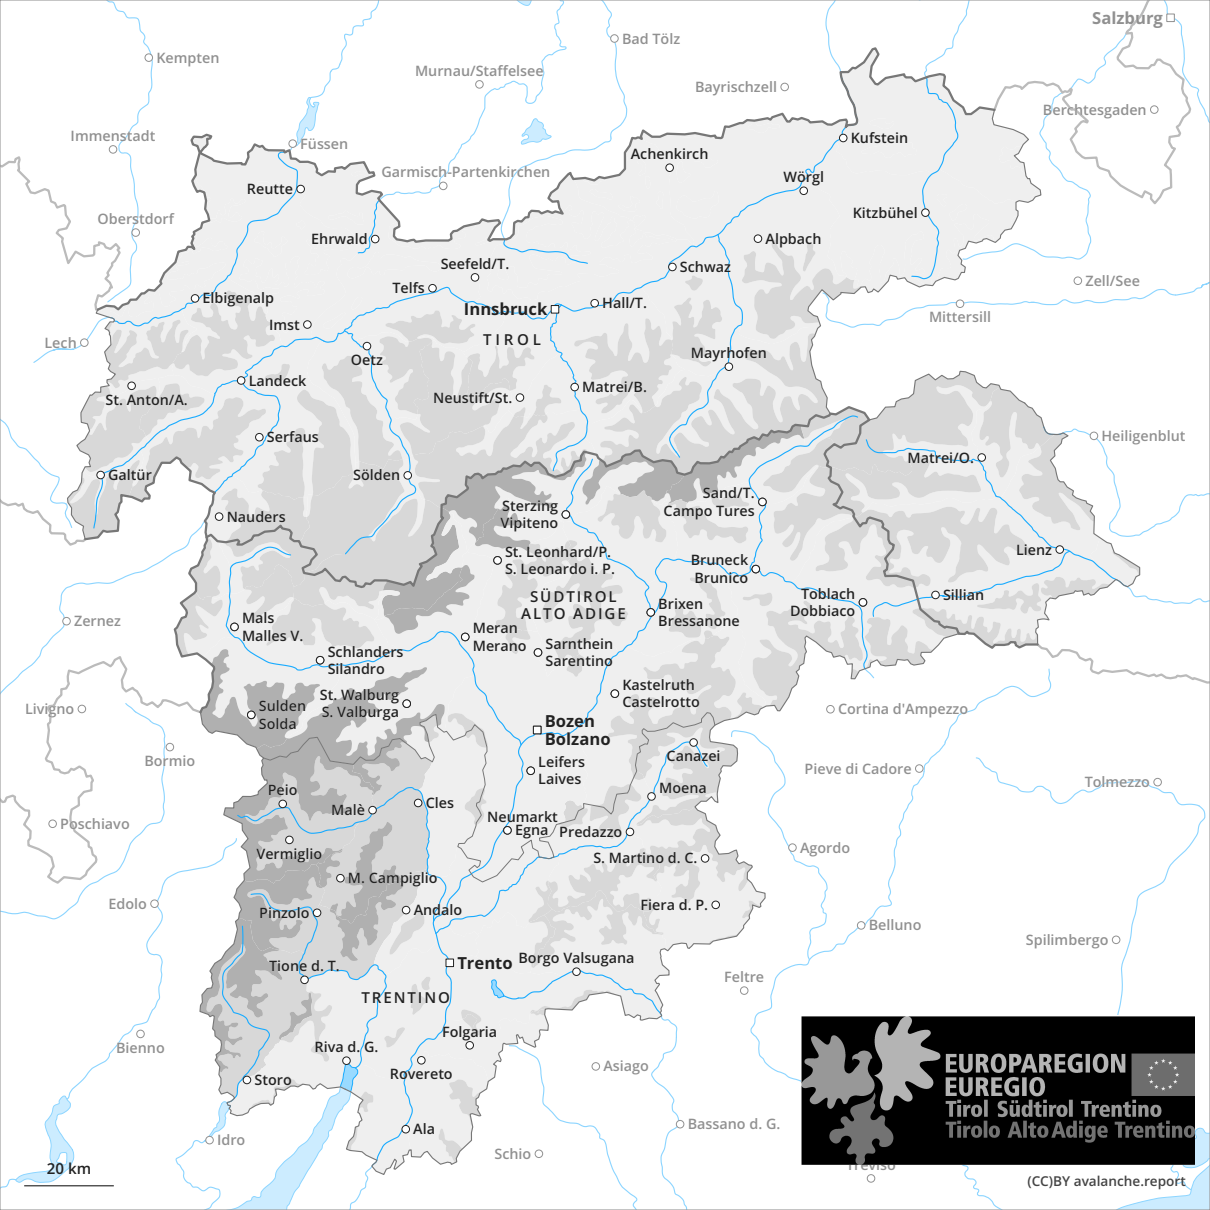 Salzburg
Bad Tölz
Kempten
Murnau/Staffelsee
Bayrischzell
Berchtesgaden
Immenstadt
Füssen
Kufstein
Achenkirch
Garmisch-Partenkirchen
Wörgl
Reutte
Oberstdorf
Kitzbühel
Ehrwald
Alpbach
Seefeld/T.
Schwaz
Zell/See
Telfs
Elbigenalp
Hall/T.
Innsbruck
Mittersill
Imst
TIROL
Lech
Oetz
Mayrhofen
Landeck
Matrei/B.
St. Anton/A.
Neustift/St.
Serfaus
Heiligenblut
Matrei/O.
Galtür
Sölden
Sand/T.
Campo Tures
Sterzing
Vipiteno
Nauders
Lienz
St. Leonhard/P.
S. Leonardo i. P.
Bruneck
Brunico
SÜDTIROL
ALTO ADIGE
Toblach
Dobbiaco
Sillian
Brixen
Bressanone
Mals
Malles V.
Zernez
Meran
Merano
Sarnthein
Sarentino
Schlanders
Silandro
Kastelruth
Castelrotto
St. Walburg
S. Valburga
Sulden
Solda
Livigno
Cortina d'Ampezzo
Bozen
Bolzano
Bormio
Canazei
Leifers
Laives
Pieve di Cadore
Tolmezzo
Peio
Moena
Malè
Cles
Neumarkt
Egna
Predazzo
Poschiavo
Vermiglio
Agordo
S. Martino d. C.
M. Campiglio
Edolo
Pinzolo
Andalo
Fiera d. P.
Belluno
Spilimbergo
Trento
Borgo Valsugana
Tione d. T.
Feltre
TRENTINO
Folgaria
Bienno
Riva d. G.
Rovereto
Asiago
Storo
EUROPAREGION
EUREGIO
Tirol Südtirol Trentino
Tirolo Alto Adige Trentino
Ala
Idro
Bassano d. G.
Schio
Treviso
20 km
(CC)BY avalanche.report